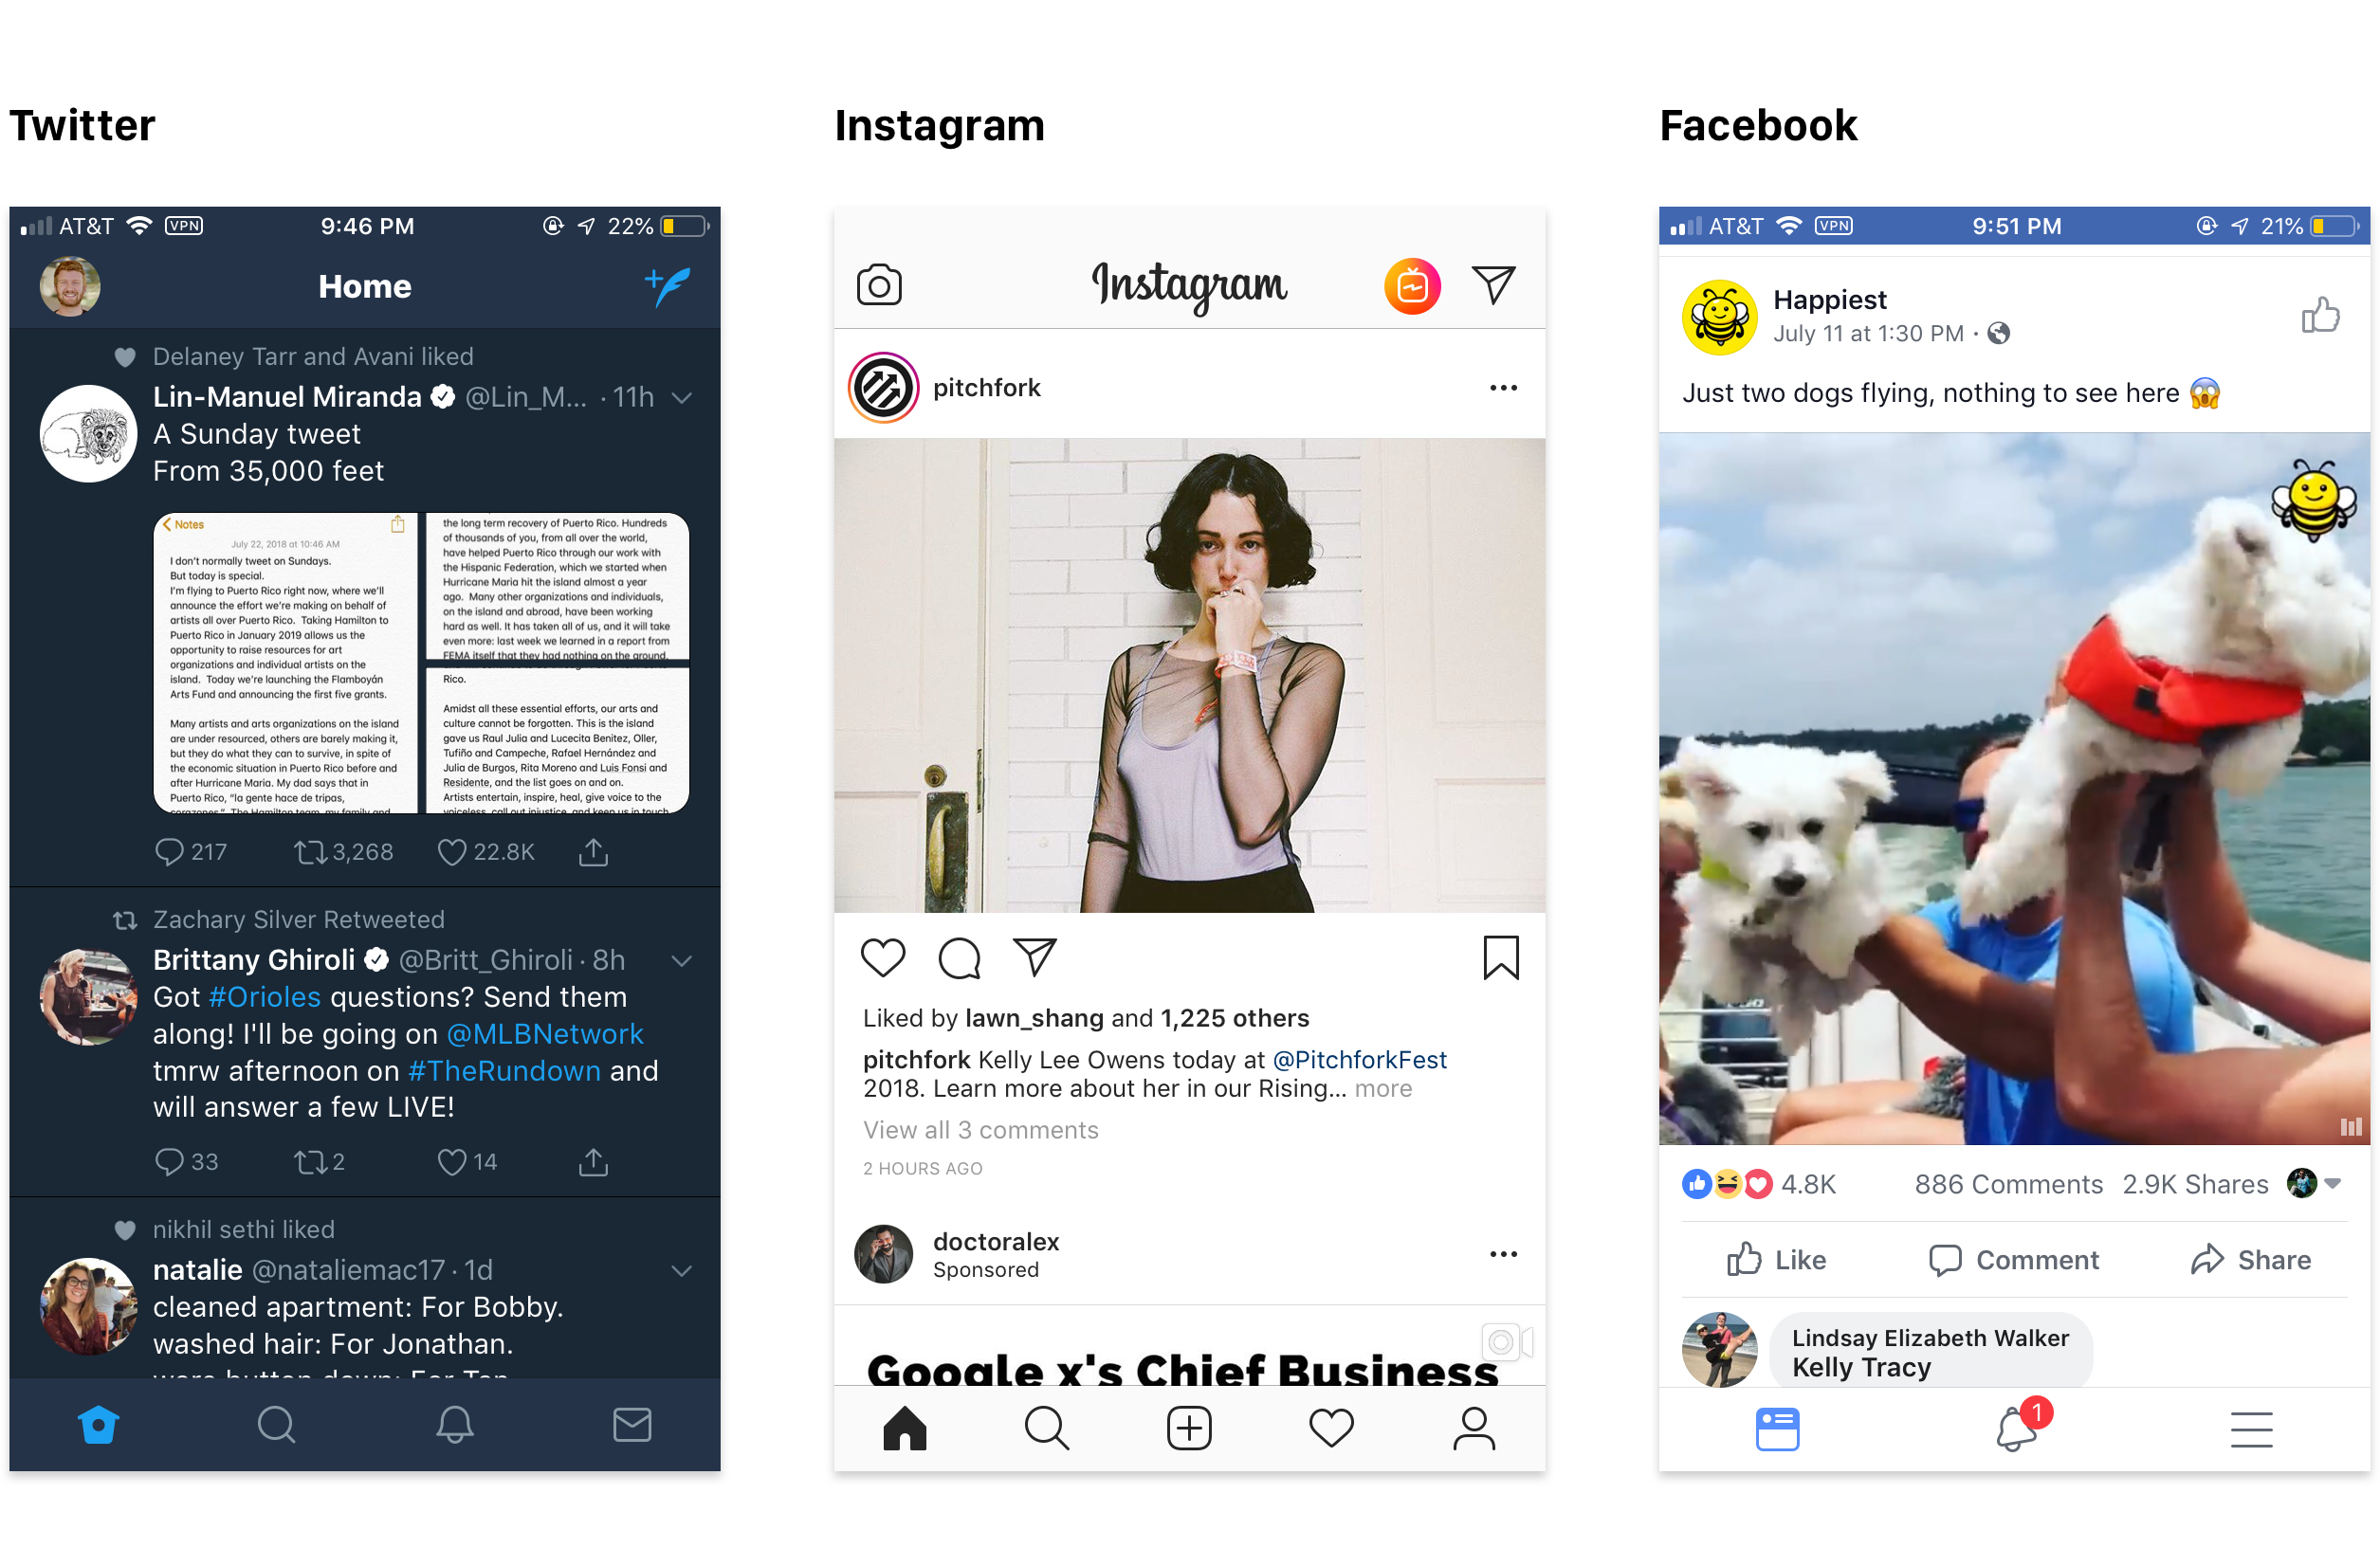 Twitter
Instagram
Facebook
AT&T VPN 9:46 PM 22%
Home
Delaney Tarr and Avani liked
Lin-Manuel Miranda @Lin_M... · 11h
A Sunday tweet
From 35,000 feet
Notes
July 22, 2018 at 10:46 AM
I don't normally tweet on Sundays.
But today is special.
I'm flying to Puerto Rico right now, where we'll
announce the effort we're making on behalf of
artists all over Puerto Rico. Taking Hamilton to
Puerto Rico in January 2019 allows us the
opportunity to raise resources for art
organizations and individual artists on the
island. Today we're launching the Flamboyán
Arts Fund and announcing the first five grants.
Many artists and arts organizations on the island
are under resourced, others are barely making it,
but they do what they can to survive, in spite of
the economic situation in Puerto Rico before and
after Hurricane Maria. My dad says that in
Puerto Rico, "la gente hace de tripas,
corazones." The Hamilton team, my family and
the long term recovery of Puerto Rico. Hundreds
of thousands of you, from all over the world,
have helped Puerto Rico through our work with
the Hispanic Federation, which we started when
Hurricane Maria hit the island almost a year
ago. Many other organizations and individuals,
on the island and abroad, have been working
hard as well. It has taken all of us, and it will take
even more: last week we learned in a report from
FEMA itself that they had nothing on the ground,
Rico.
Amidst all these essential efforts, our arts and
culture cannot be forgotten. This is the island
gave us Raul Julia and Lucecita Benitez, Oller,
Tufiño and Campeche, Rafael Hernández and
Julia de Burgos, Rita Moreno and Luis Fonsi and
Residente, and the list goes on and on.
Artists entertain, inspire, heal, give voice to the
voiceless, call out injustice, and keep us in touch
217 3,268 22.8K
Zachary Silver Retweeted
Brittany Ghiroli @Britt_Ghiroli · 8h
Got #Orioles questions? Send them
along! I'll be going on @MLBNetwork
tmrw afternoon on #TheRundown and
will answer a few LIVE!
33 2 14
nikhil sethi liked
natalie @nataliemac17 · 1d
cleaned apartment: For Bobby.
washed hair: For Jonathan.
wore button down: For Tan
Instagram
pitchfork
Liked by lawn_shang and 1,225 others
pitchfork Kelly Lee Owens today at @PitchforkFest
2018. Learn more about her in our Rising... more
View all 3 comments
2 HOURS AGO
doctoralex
Sponsored
Google x's Chief Business
AT&T VPN 9:51 PM 21%
Happiest
July 11 at 1:30 PM ·
Just two dogs flying, nothing to see here 😱
4.8K 886 Comments 2.9K Shares
Like Comment Share
Lindsay Elizabeth Walker
Kelly Tracy
1